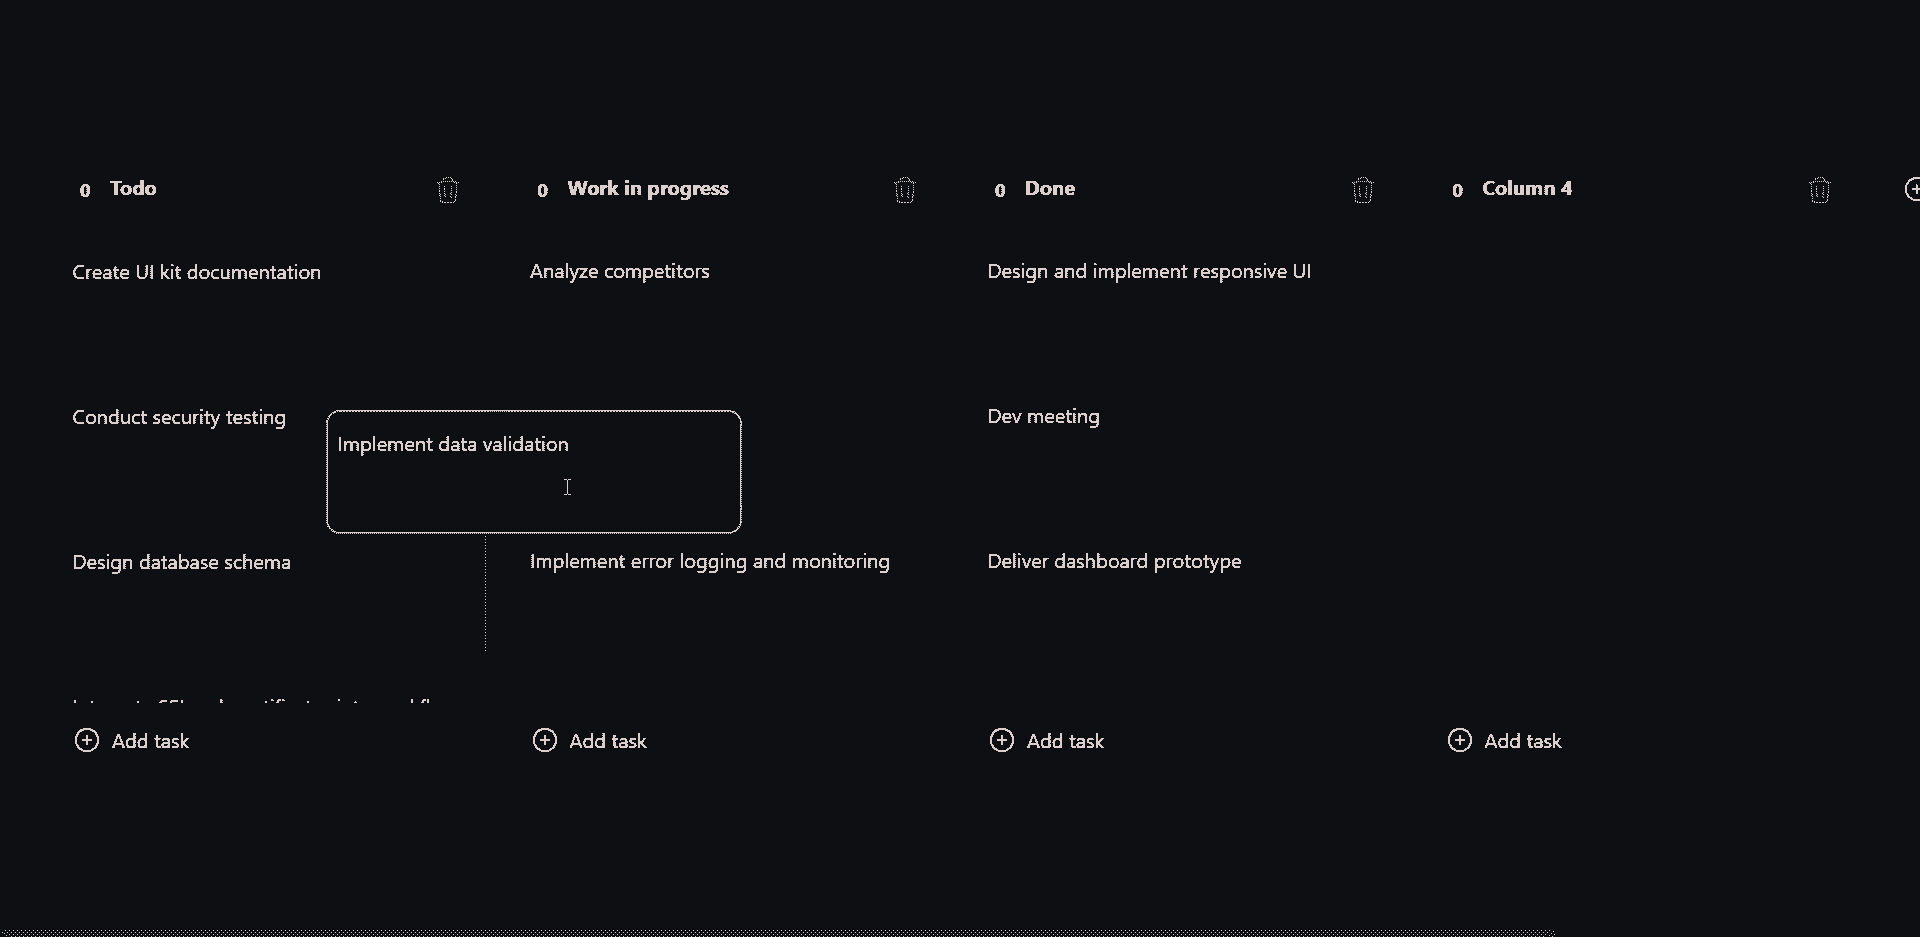 0 Todo
0 Work in progress
0 Done
0 Column 4
Create UI kit documentation
Analyze competitors
Design and implement responsive UI
Conduct security testing
Implement data validation
Dev meeting
Design database schema
Implement error logging and monitoring
Deliver dashboard prototype
Add task
Add task
Add task
Add task